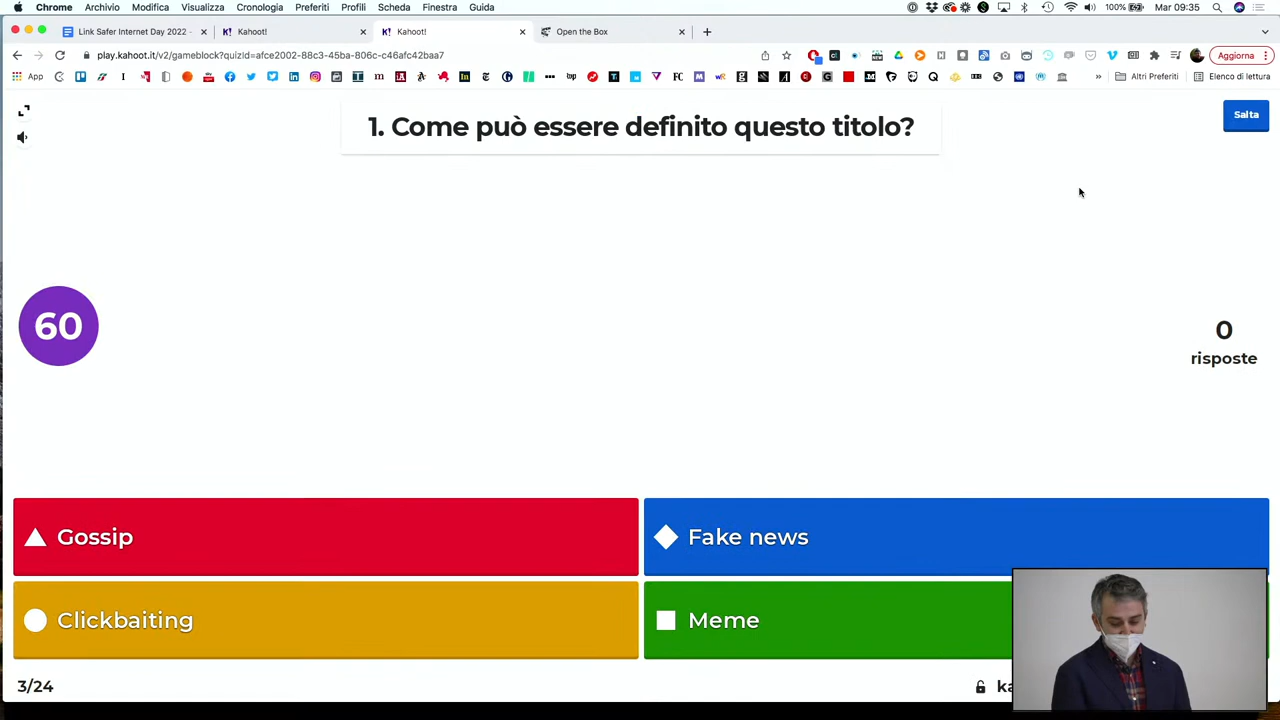 Chrome Archivio Modifica Visualizza Cronologia Preferiti Profili Scheda Finestra Guida 100% Mar 09:35
Link Safer Internet Day 2022 - Kahoot! Kahoot! Open the Box
play.kahoot.it/v2/gameblock?quizId=afce2002-88c3-45ba-806c-c46afc42baa7 Aggiorna
App Altri Preferiti Elenco di lettura
1. Come può essere definito questo titolo?
Salta
60
0
risposte
Gossip
Fake news
Clickbaiting
Meme
3/24